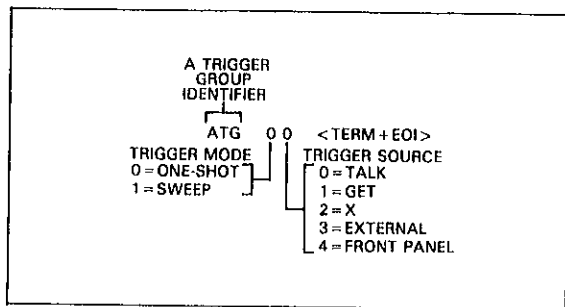 A TRIGGER
GROUP
IDENTIFIER
ATG 0 0 <TERM + EOI>
TRIGGER MODE
0 = ONE-SHOT
1 = SWEEP
TRIGGER SOURCE
0 = TALK
1 = GET
2 = X
3 = EXTERNAL
4 = FRONT PANEL